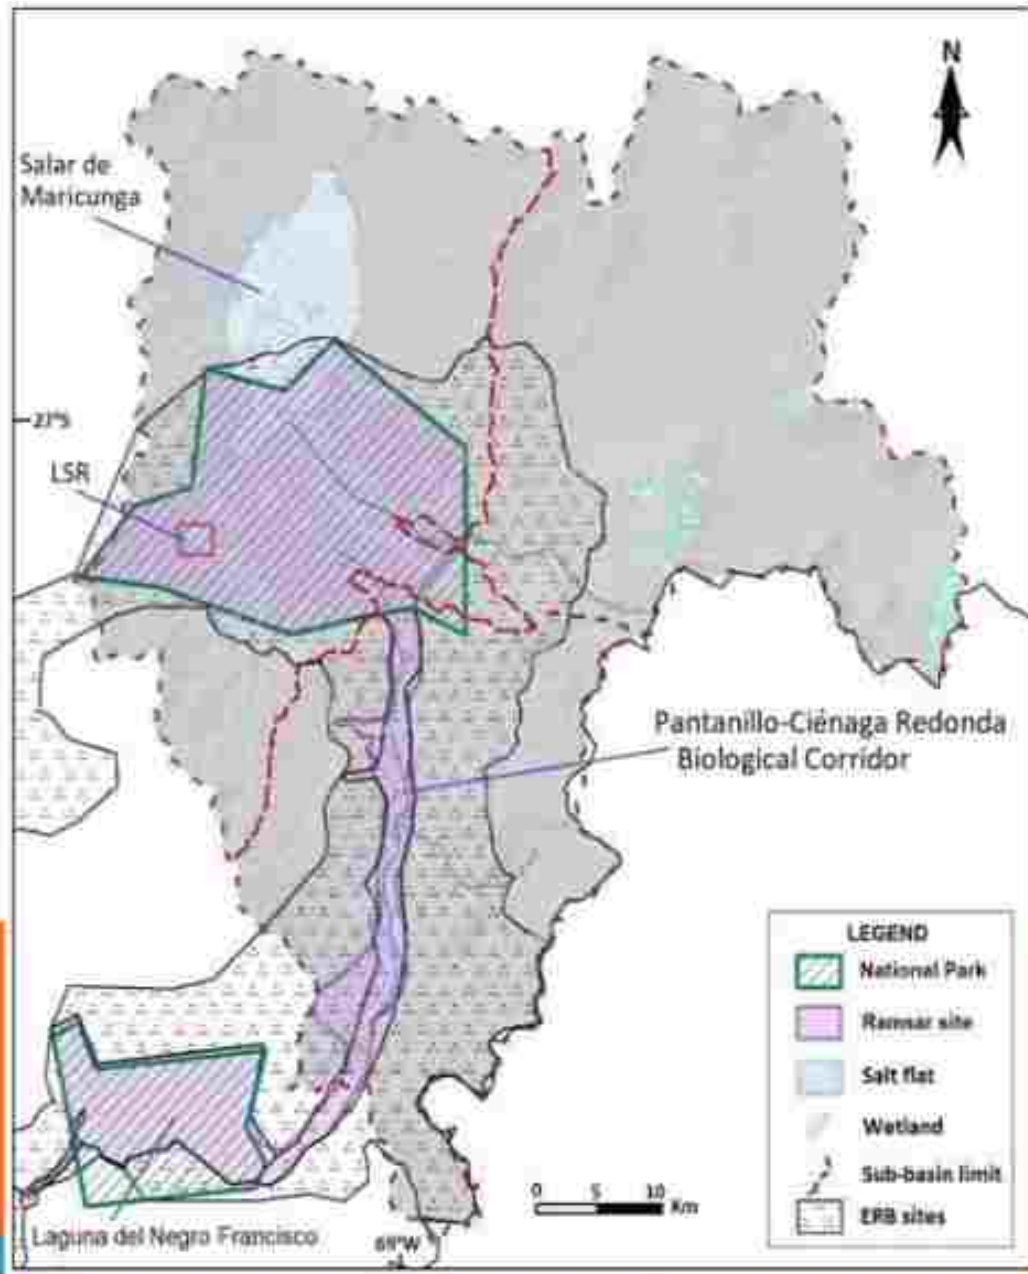 N
Salar de
Maricunga
27°S
LSR
Pantanillo-Ciénaga Redonda
Biological Corridor
LEGEND
National Park
Ramsar site
Salt flat
Wetland
Sub-basin limit
ERB sites
0 5 10
Km
Laguna del Negro Francisco
69°W